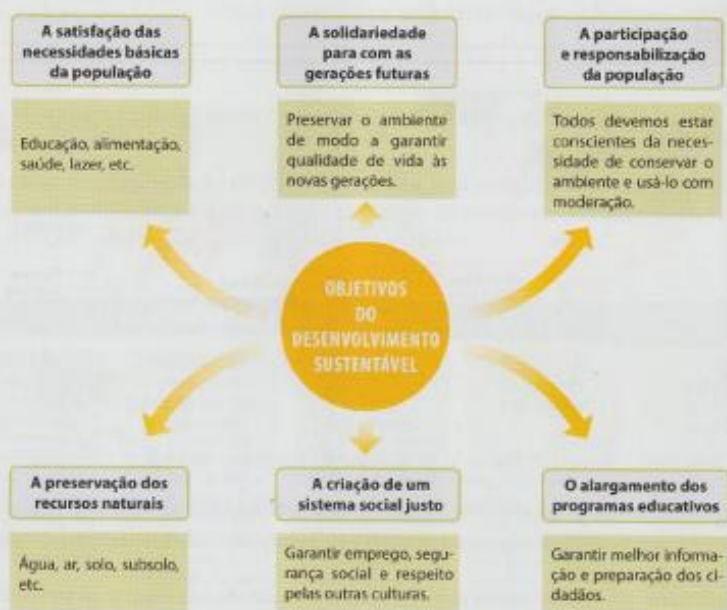 A satisfação das
necessidades básicas
da população
Educação, alimentação,
saúde, lazer, etc.
A solidariedade
para com as
gerações futuras
Preservar o ambiente
de modo a garantir
qualidade de vida às
novas gerações.
A participação
e responsabilização
da população
Todos devemos estar
conscientes da neces-
sidade de conservar o
ambiente e usá-lo com
moderação.
OBJETIVOS
DO
DESENVOLVIMENTO
SUSTENTÁVEL
A preservação dos
recursos naturais
Água, ar, solo, subsolo,
etc.
A criação de um
sistema social justo
Garantir emprego, segu-
rança social e respeito
pelas outras culturas.
O alargamento dos
programas educativos
Garantir melhor informa-
ção e preparação dos ci-
dadãos.